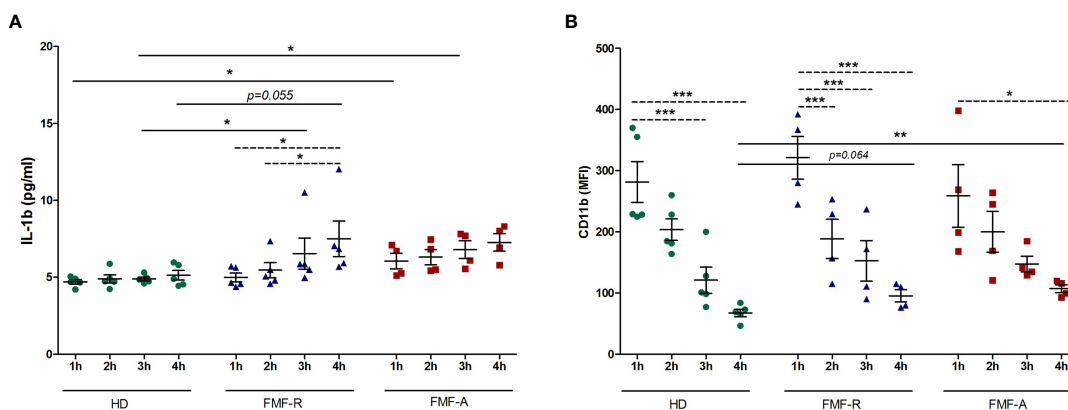 A
IL-1b (pg/ml)
20
15
10
5
0
*
*
p=0.055
*
*
*
1h 2h 3h 4h 1h 2h 3h 4h 1h 2h 3h 4h
HD FMF-R FMF-A
B
CD11b (MFI)
500
400
300
200
100
0
***
***
***
***
***
*
**
p=0.064
1h 2h 3h 4h 1h 2h 3h 4h 1h 2h 3h 4h
HD FMF-R FMF-A